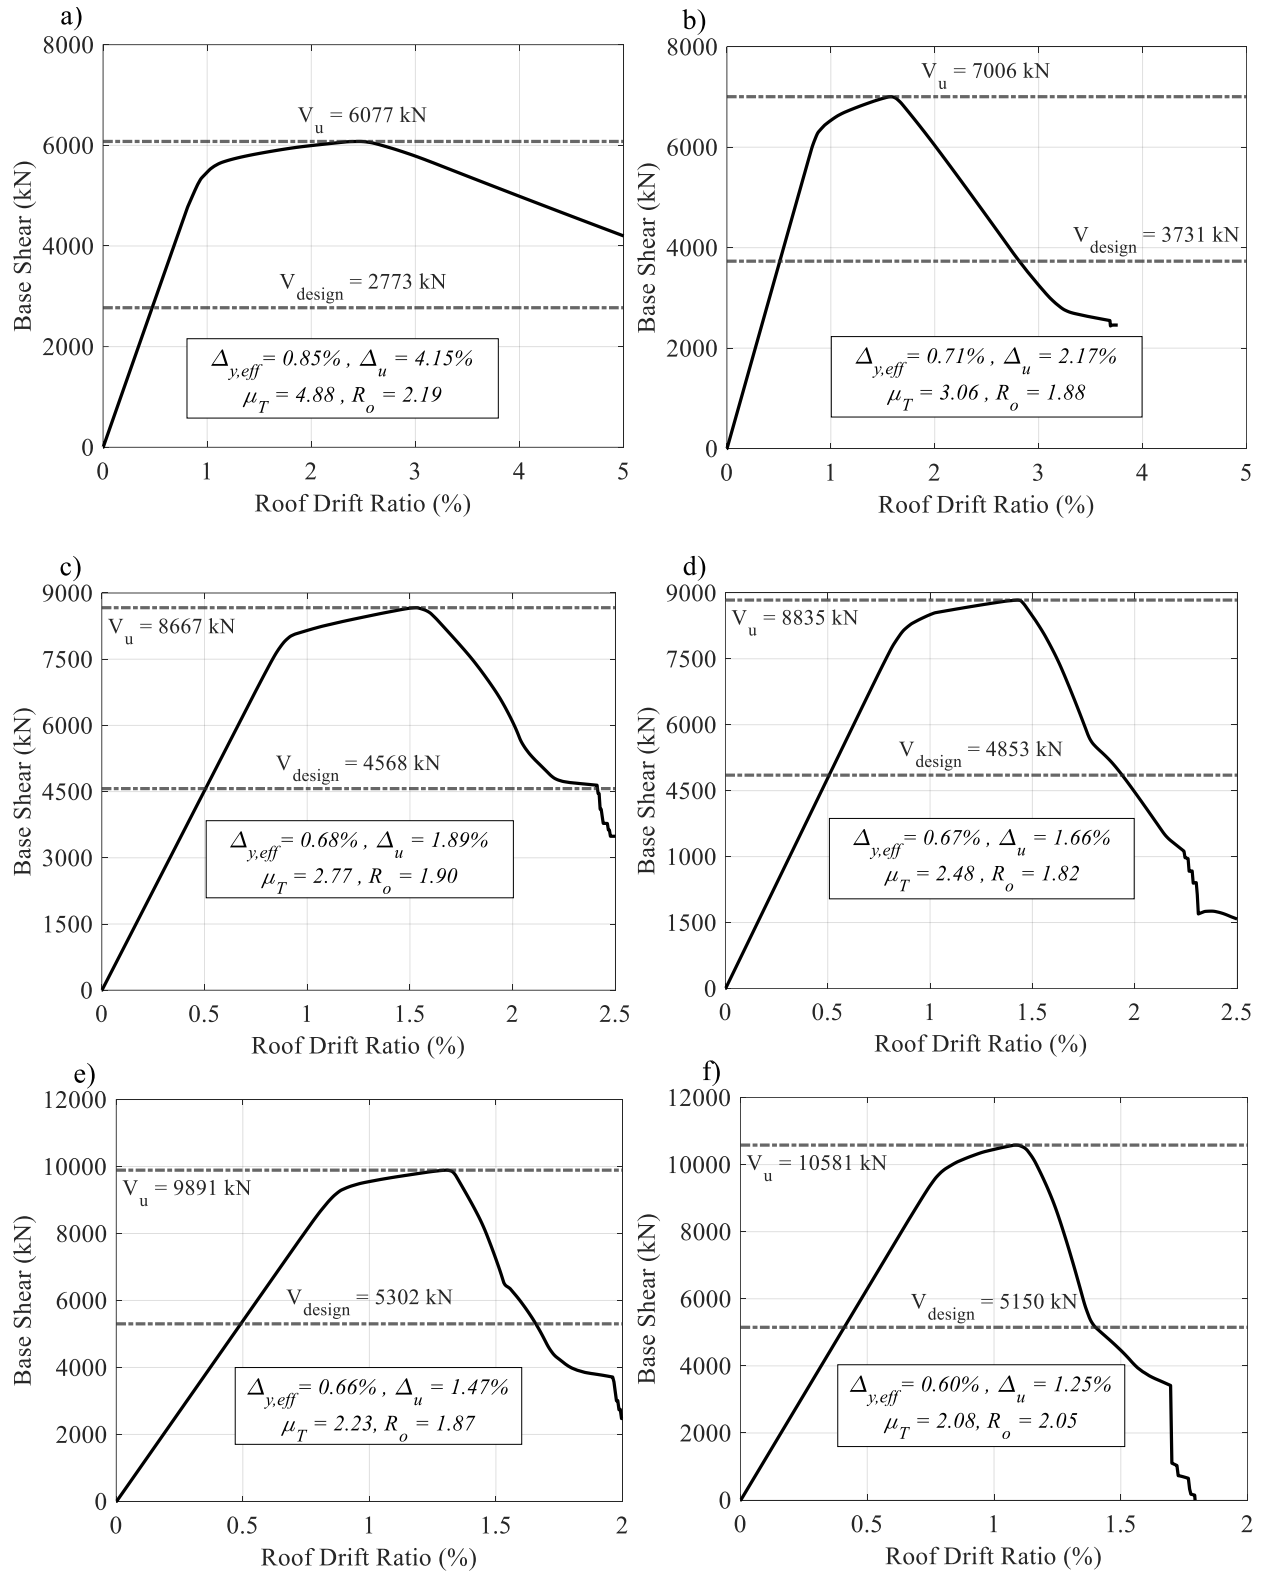 a)
8000
6000
4000
2000
0
Base Shear (kN)
V_u = 6077 kN
V_design = 2773 kN
Δ_y,eff = 0.85% , Δ_u = 4.15%
μ_T = 4.88 , R_o = 2.19
0 1 2 3 4 5
Roof Drift Ratio (%)
b)
8000
6000
4000
2000
0
Base Shear (kN)
V_u = 7006 kN
V_design = 3731 kN
Δ_y,eff = 0.71% , Δ_u = 2.17%
μ_T = 3.06 , R_o = 1.88
0 1 2 3 4 5
Roof Drift Ratio (%)
c)
9000
7500
6000
4500
3000
1500
0
Base Shear (kN)
V_u = 8667 kN
V_design = 4568 kN
Δ_y,eff = 0.68% , Δ_u = 1.89%
μ_T = 2.77 , R_o = 1.90
0 0.5 1 1.5 2 2.5
Roof Drift Ratio (%)
d)
9000
7500
6000
4500
1000
1500
0
Base Shear (kN)
V_u = 8835 kN
V_design = 4853 kN
Δ_y,eff = 0.67% , Δ_u = 1.66%
μ_T = 2.48 , R_o = 1.82
0 0.5 1 1.5 2 2.5
Roof Drift Ratio (%)
e)
12000
10000
8000
6000
4000
2000
0
Base Shear (kN)
V_u = 9891 kN
V_design = 5302 kN
Δ_y,eff = 0.66% , Δ_u = 1.47%
μ_T = 2.23, R_o = 1.87
0 0.5 1 1.5 2
Roof Drift Ratio (%)
f)
12000
10000
8000
6000
4000
2000
0
Base Shear (kN)
V_u = 10581 kN
V_design = 5150 kN
Δ_y,eff = 0.60% , Δ_u = 1.25%
μ_T = 2.08, R_o = 2.05
0 0.5 1 1.5 2
Roof Drift Ratio (%)